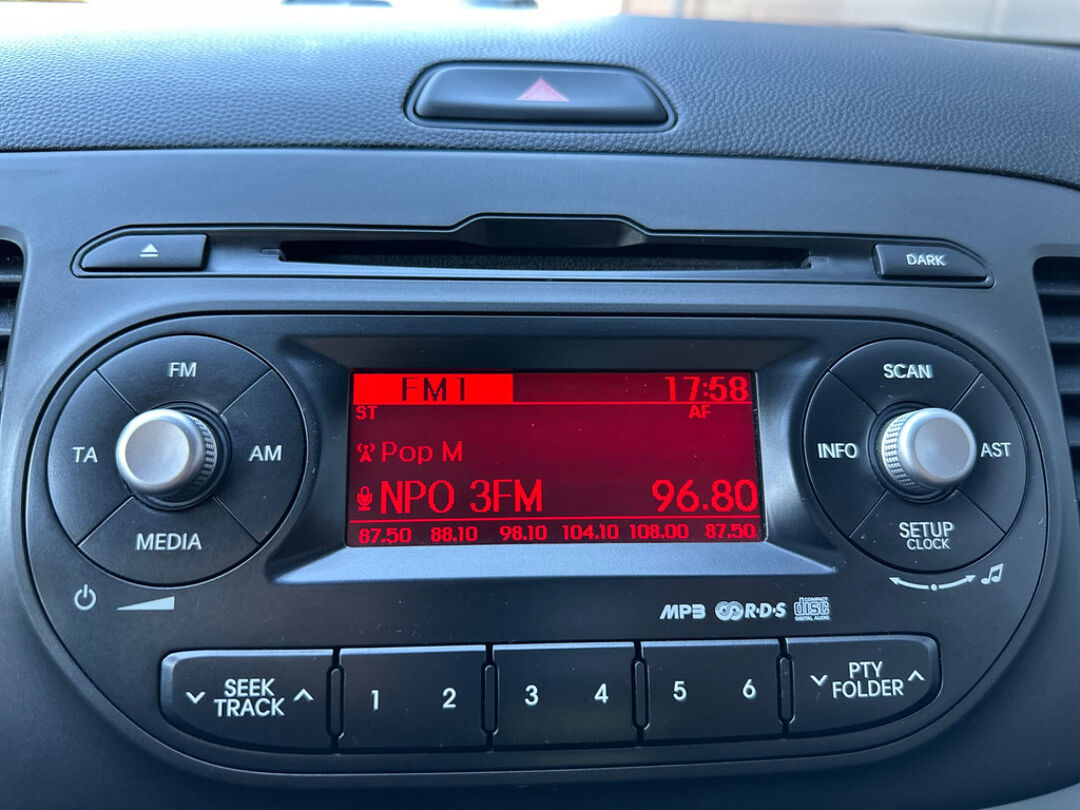 DARK
FM
TA
AM
MEDIA
FM1 17:58
ST AF
Pop M
NPO 3FM 96.80
87.50 88.10 98.10 104.10 108.00 87.50
SCAN
INFO
AST
SETUP
CLOCK
MP3 R·D·S COMPACT disc DIGITAL AUDIO
SEEK
TRACK
1 2 3 4 5 6
PTY
FOLDER